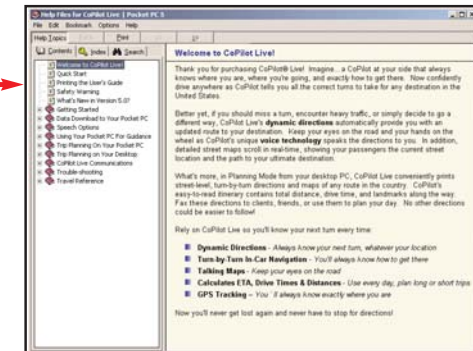 Help Files for CoPilot Live | Pocket PC 5
File Edit Bookmark Options Help
Help Topics Print
Contents Index Search
Welcome to CoPilot Live!
Quick Start
Printing the User's Guide
Safety Warning
What's New in Version 5.0?
Getting Started
Data Download to Your Pocket PC
Speech Options
Using Your Pocket PC For Guidance
Trip Planning On Your Pocket PC
Trip Planning on Your Desktop
CoPilot Live Communications
Trouble-shooting
Travel Reference
Welcome to CoPilot Live!
Thank you for purchasing CoPilot® Live! Imagine... a CoPilot at your side that always
knows where you are, where you're going, and exactly how to get there. Now confidently
drive anywhere as CoPilot tells you all the correct turns to take for any destination in the
United States.
Better yet, if you should miss a turn, encounter heavy traffic, or simply decide to go a
different way, CoPilot Live's dynamic directions automatically provide you with an
updated route to your destination. Keep your eyes on the road and your hands on the
wheel as CoPilot's unique voice technology speaks the directions to you. In addition,
detailed street maps scroll in real-time, showing your passengers the current street
location and the path to your ultimate destination.
What's more, in Planning Mode from your desktop PC, CoPilot Live conveniently prints
street-level, turn-by-turn directions and maps of any route in the country. CoPilot's
easy-to-read itinerary contains total distance, drive time, and landmarks along the way.
Fax these directions to clients, friends, or use them to plan your day. No other directions
could be easier to follow!
Rely on CoPilot Live so you'll know your next turn every time:
Dynamic Directions - Always know your next turn, whatever your location
Turn-by-Turn In-Car Navigation - You'll always know how to get there
Talking Maps - Keep your eyes on the road
Calculates ETA, Drive Times & Distances - Use every day, plan long or short trips
GPS Tracking – You´ll always know exactly where you are
Now you'll never get lost again and never have to stop for directions!